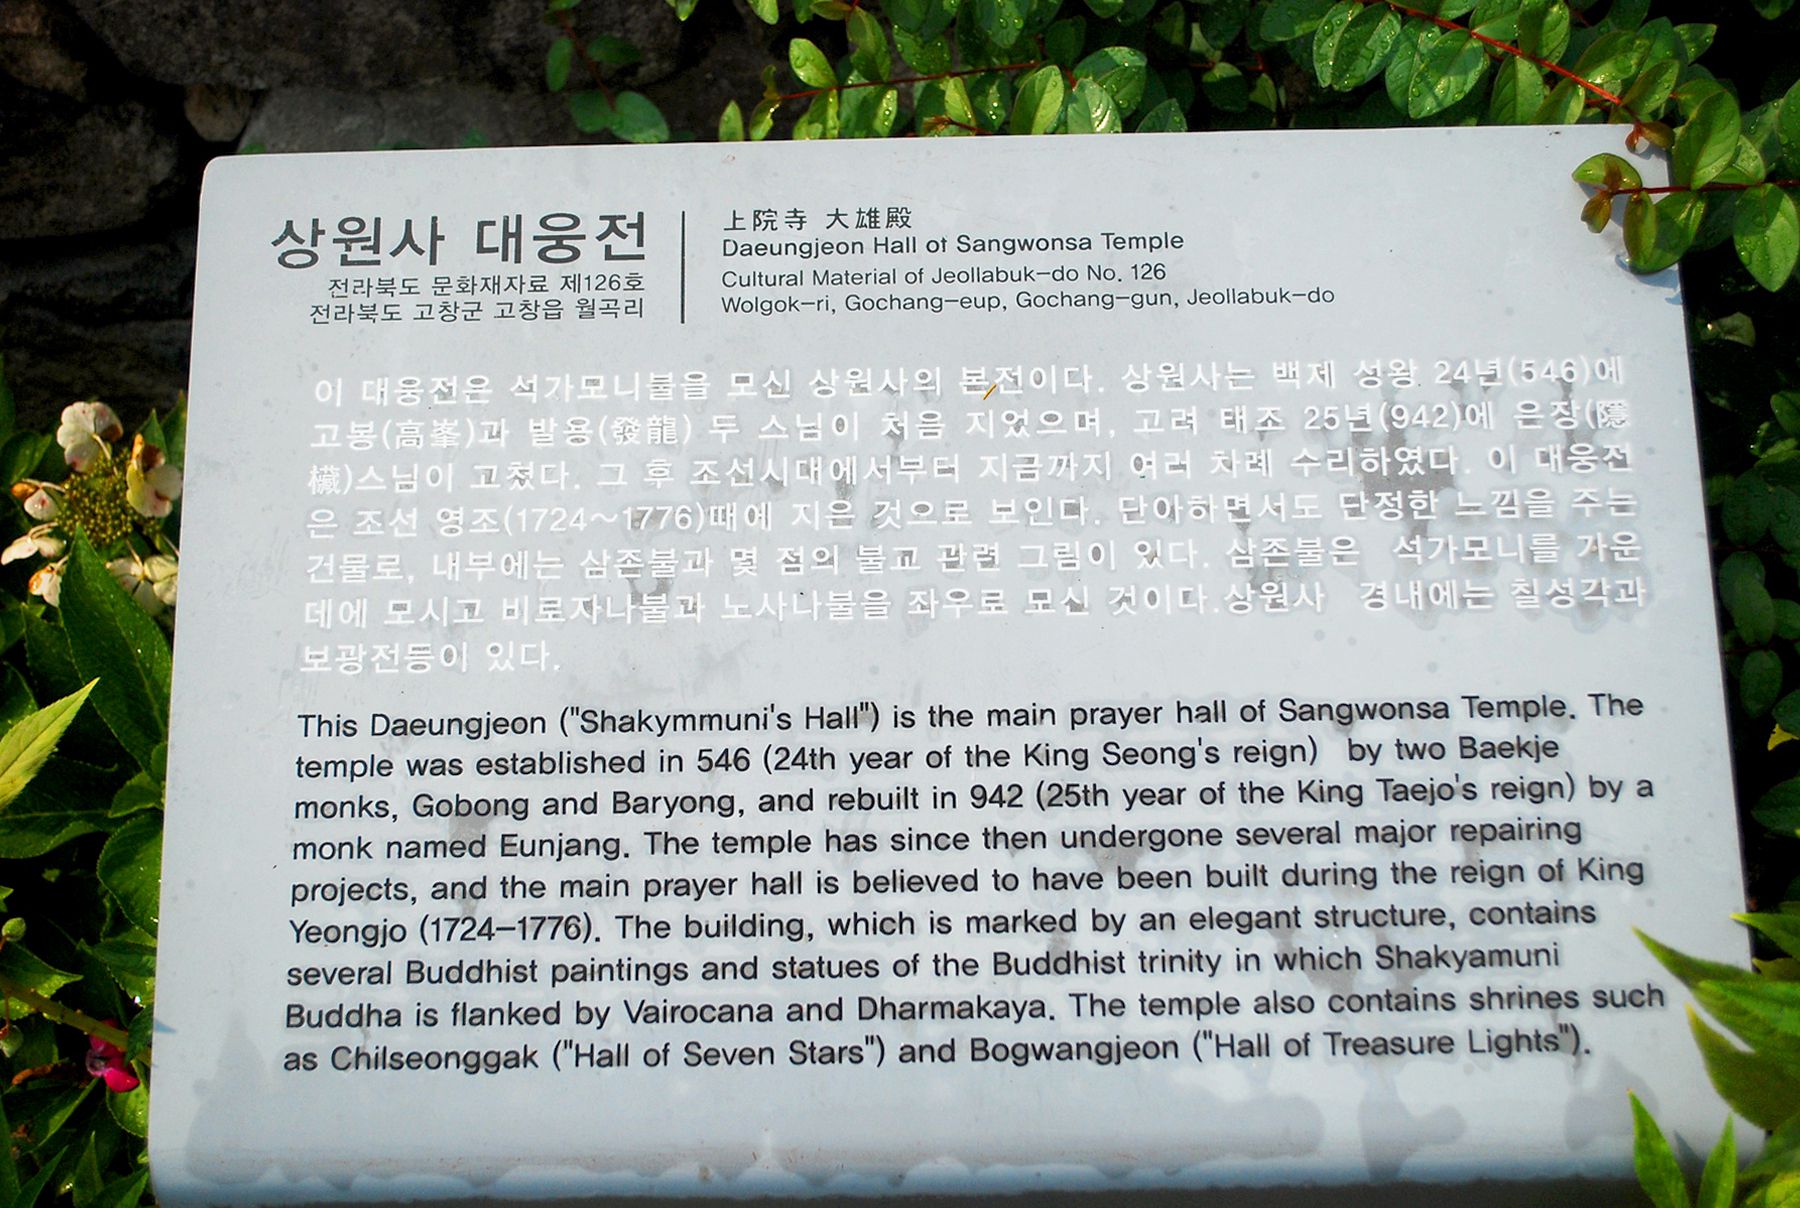 상원사 대웅전
전라북도 문화재자료 제126호
전라북도 고창군 고창읍 월곡리
上院寺 大雄殿
Daeungjeon Hall of Sangwonsa Temple
Cultural Material of Jeollabuk-do No. 126
Wolgok-ri, Gochang-eup, Gochang-gun, Jeollabuk-do
이 대웅전은 석가모니불을 모신 상원사의 본전이다. 상원사는 백제 성왕 24년(546)에
고봉(高峯)과 발용(發龍) 두 스님이 처음 지었으며, 고려 태조 25년(942)에 은장(隱
欌)스님이 고쳤다. 그 후 조선시대에서부터 지금까지 여러 차례 수리하였다. 이 대웅전
은 조선 영조(1724~1776)때에 지은 것으로 보인다. 단아하면서도 단정한 느낌을 주는
건물로, 내부에는 삼존불과 몇 점의 불교 관련 그림이 있다. 삼존불은 석가모니를 가운
데에 모시고 비로자나불과 노사나불을 좌우로 모신 것이다.상원사 경내에는 칠성각과
보광전등이 있다.
This Daeungjeon ("Shakymmuni's Hall") is the main prayer hall of Sangwonsa Temple. The
temple was established in 546 (24th year of the King Seong's reign) by two Baekje
monks, Gobong and Baryong, and rebuilt in 942 (25th year of the King Taejo's reign) by a
monk named Eunjang. The temple has since then undergone several major repairing
projects, and the main prayer hall is believed to have been built during the reign of King
Yeongjo (1724-1776). The building, which is marked by an elegant structure, contains
several Buddhist paintings and statues of the Buddhist trinity in which Shakyamuni
Buddha is flanked by Vairocana and Dharmakaya. The temple also contains shrines such
as Chilseonggak ("Hall of Seven Stars") and Bogwangjeon ("Hall of Treasure Lights").